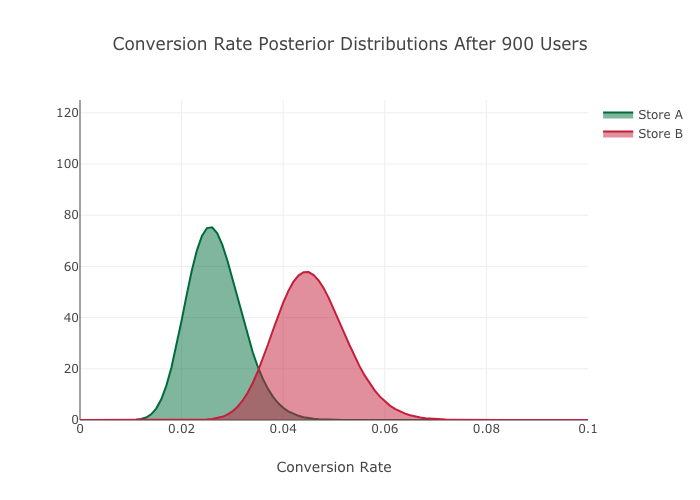 Conversion Rate Posterior Distributions After 900 Users
120
100
80
60
40
20
0
0 0.02 0.04 0.06 0.08 0.1
Conversion Rate
Store A
Store B